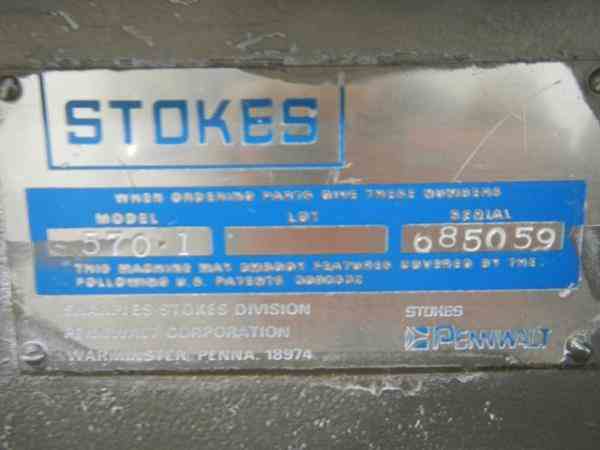 STOKES
WHEN ORDERING PARTS GIVE THESE NUMBERS
MODEL LOT SERIAL
570-1 685059
THIS MACHINE MAY EMBODY FEATURES COVERED BY THE
FOLLOWING U.S. PATENTS
SHARPLES-STOKES DIVISION STOKES
PENNWALT CORPORATION PENNWALT
WARMINSTER, PENNA. 18974